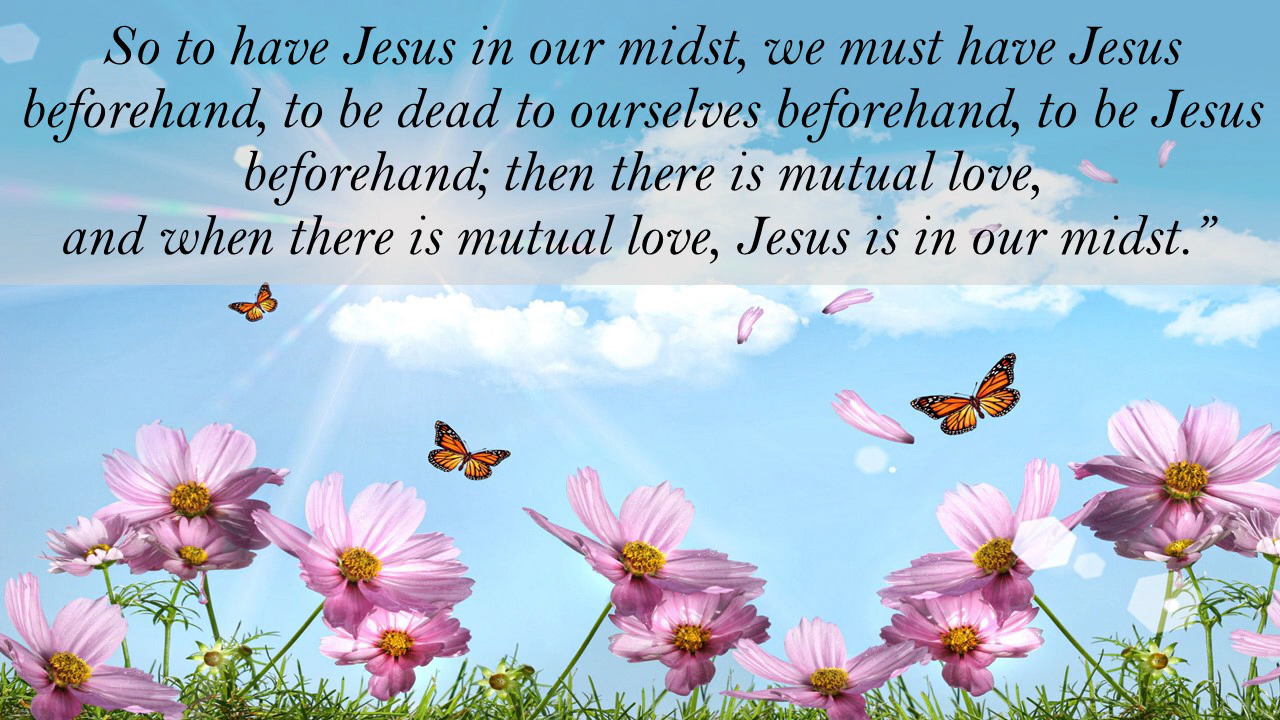 So to have Jesus in our midst, we must have Jesus
beforehand, to be dead to ourselves beforehand, to be Jesus
beforehand; then there is mutual love,
and when there is mutual love, Jesus is in our midst.”